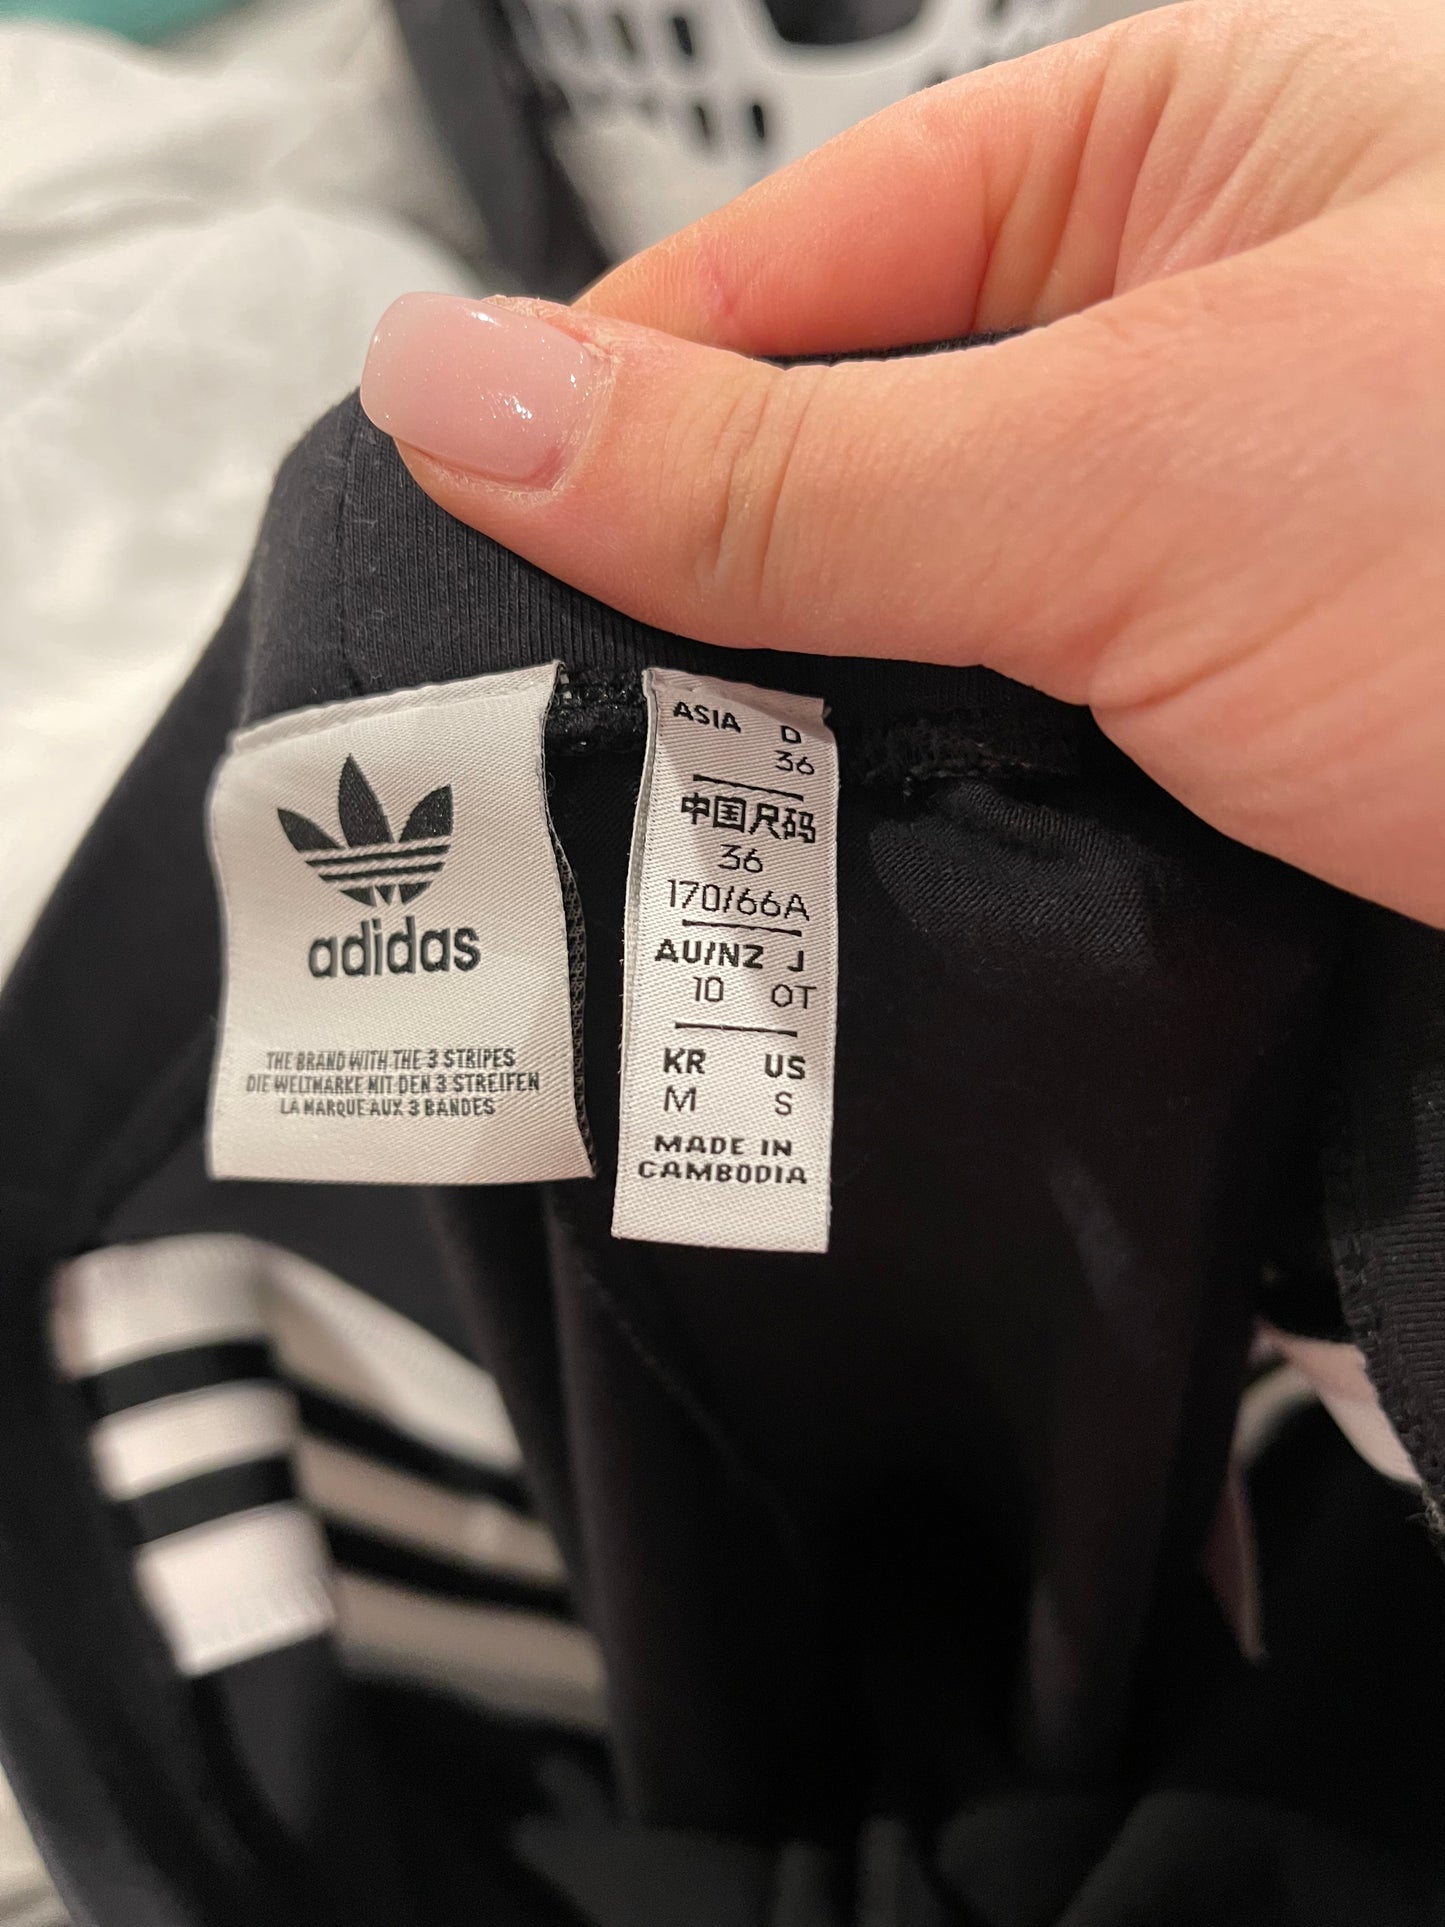 adidas
THE BRAND WITH THE 3 STRIPES
DIE WELTMARKE MIT DEN 3 STREIFEN
LA MARQUE AUX 3 BANDES
ASIA D
36
中国尺码
36
170/66A
AU/NZ J
10 OT
KR US
M S
MADE IN
CAMBODIA